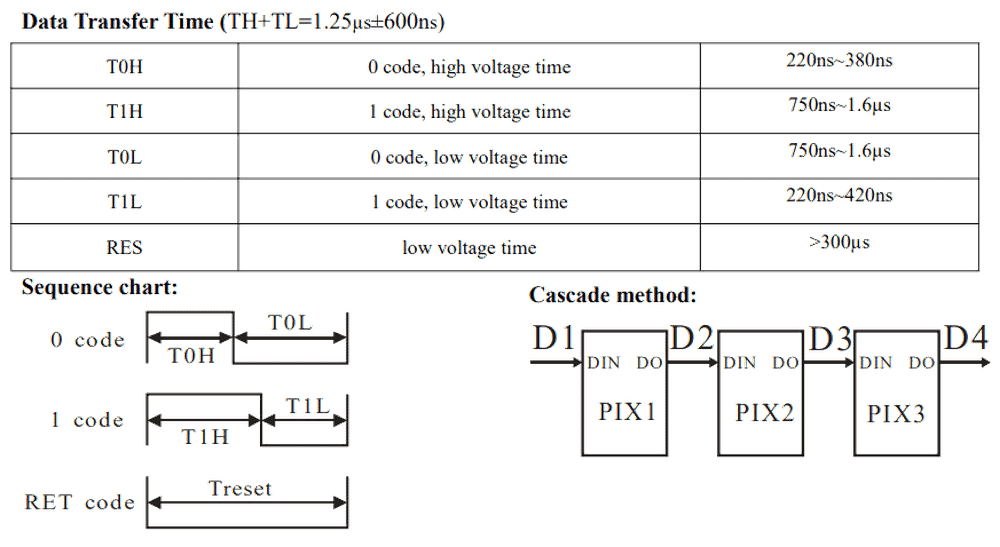 Data Transfer Time (TH+TL=1.25μs±600ns)
T0H 0 code, high voltage time 220ns~380ns
T1H 1 code, high voltage time 750ns~1.6μs
T0L 0 code, low voltage time 750ns~1.6μs
T1L 1 code, low voltage time 220ns~420ns
RES low voltage time >300μs
Sequence chart:
0 code T0H T0L
1 code T1H T1L
RET code Treset
Cascade method:
D1 D2 D3 D4
DIN DO DIN DO DIN DO
PIX1 PIX2 PIX3